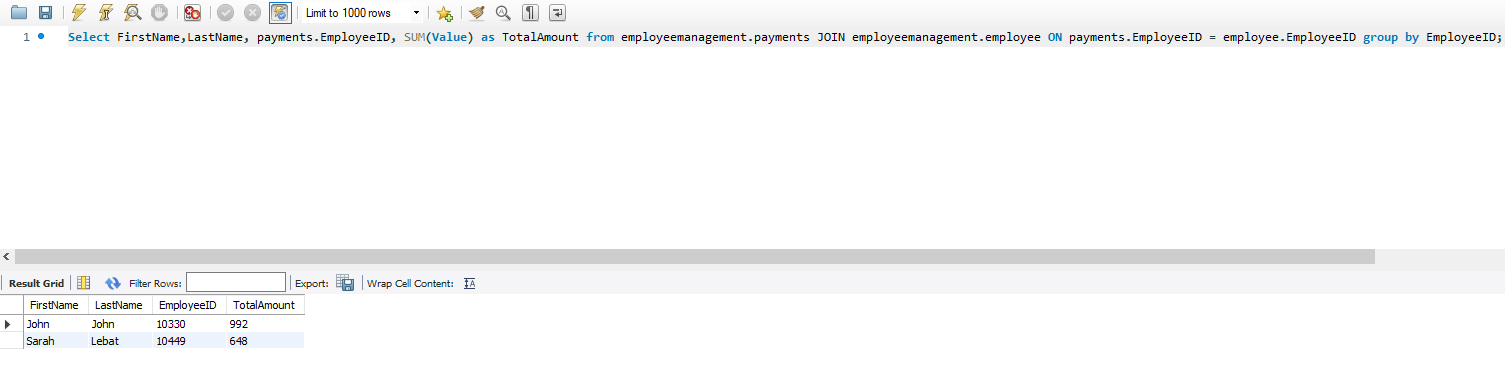 Limit to 1000 rows
1 Select FirstName,LastName, payments.EmployeeID, SUM(Value) as TotalAmount from employeemanagement.payments JOIN employeemanagement.employee ON payments.EmployeeID = employee.EmployeeID group by EmployeeID;
Result Grid Filter Rows: Export: Wrap Cell Content:
FirstName LastName EmployeeID TotalAmount
John John 10330 992
Sarah Lebat 10449 648